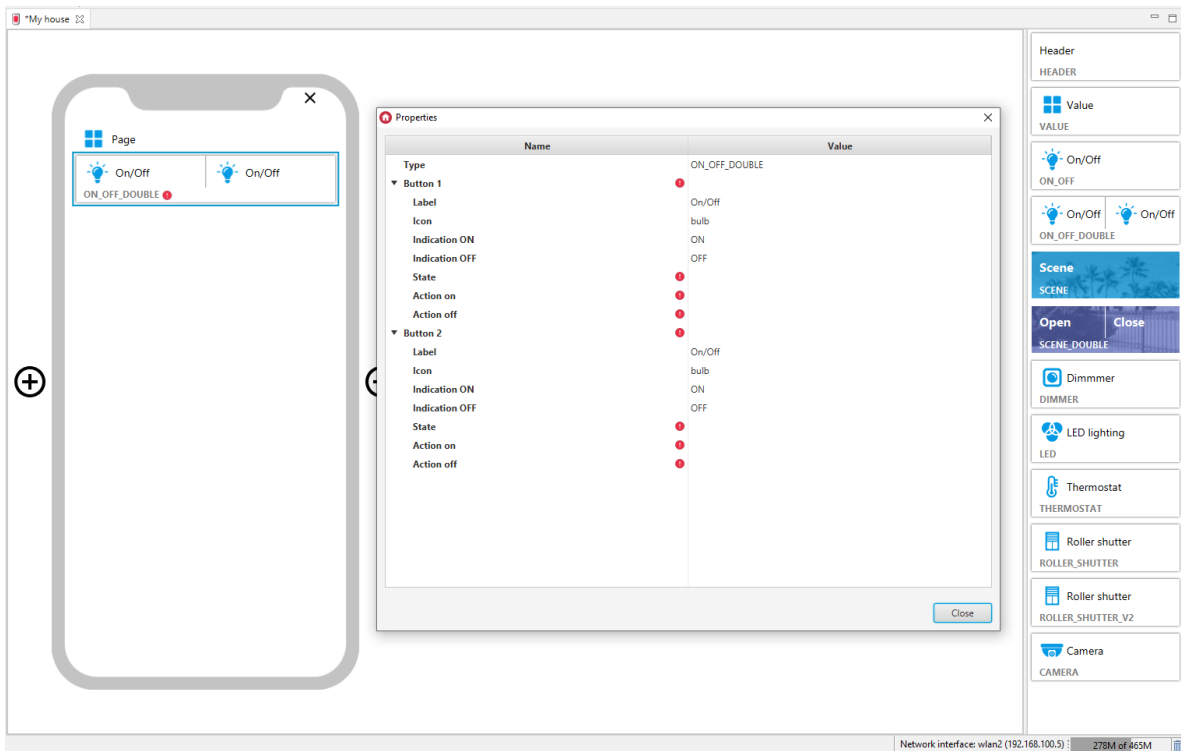 *My house
Page
On/Off On/Off
ON_OFF_DOUBLE
Properties
Name Value
Type ON_OFF_DOUBLE
Button 1
Label On/Off
Icon bulb
Indication ON ON
Indication OFF OFF
State
Action on
Action off
Button 2
Label On/Off
Icon bulb
Indication ON ON
Indication OFF OFF
State
Action on
Action off
Close
Header
HEADER
Value
VALUE
On/Off
ON_OFF
On/Off On/Off
ON_OFF_DOUBLE
Scene
SCENE
Open Close
SCENE_DOUBLE
Dimmmer
DIMMER
LED lighting
LED
Thermostat
THERMOSTAT
Roller shutter
ROLLER_SHUTTER
Roller shutter
ROLLER_SHUTTER_V2
Camera
CAMERA
Network interface: wlan2 (192.168.100.5) 278M of 465M